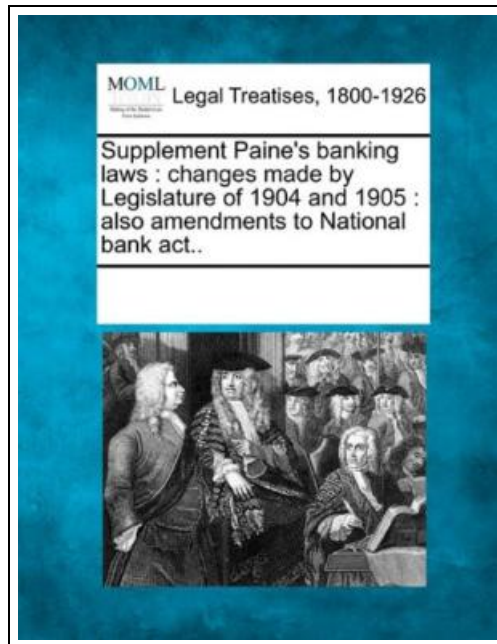 MOML
Legal Treatises, 1800-1926
Supplement Paine's banking
laws : changes made by
Legislature of 1904 and 1905 :
also amendments to National
bank act..